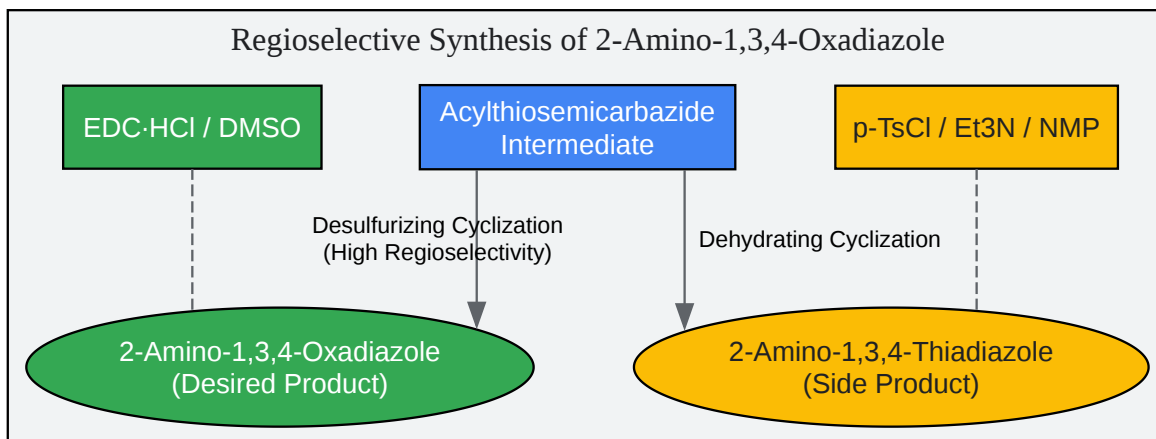 Regioselective Synthesis of 2-Amino-1,3,4-Oxadiazole
EDC·HCl / DMSO
Acylthiosemicarbazide
Intermediate
p-TsCl / Et3N / NMP
Desulfurizing Cyclization
(High Regioselectivity)
Dehydrating Cyclization
2-Amino-1,3,4-Oxadiazole
(Desired Product)
2-Amino-1,3,4-Thiadiazole
(Side Product)